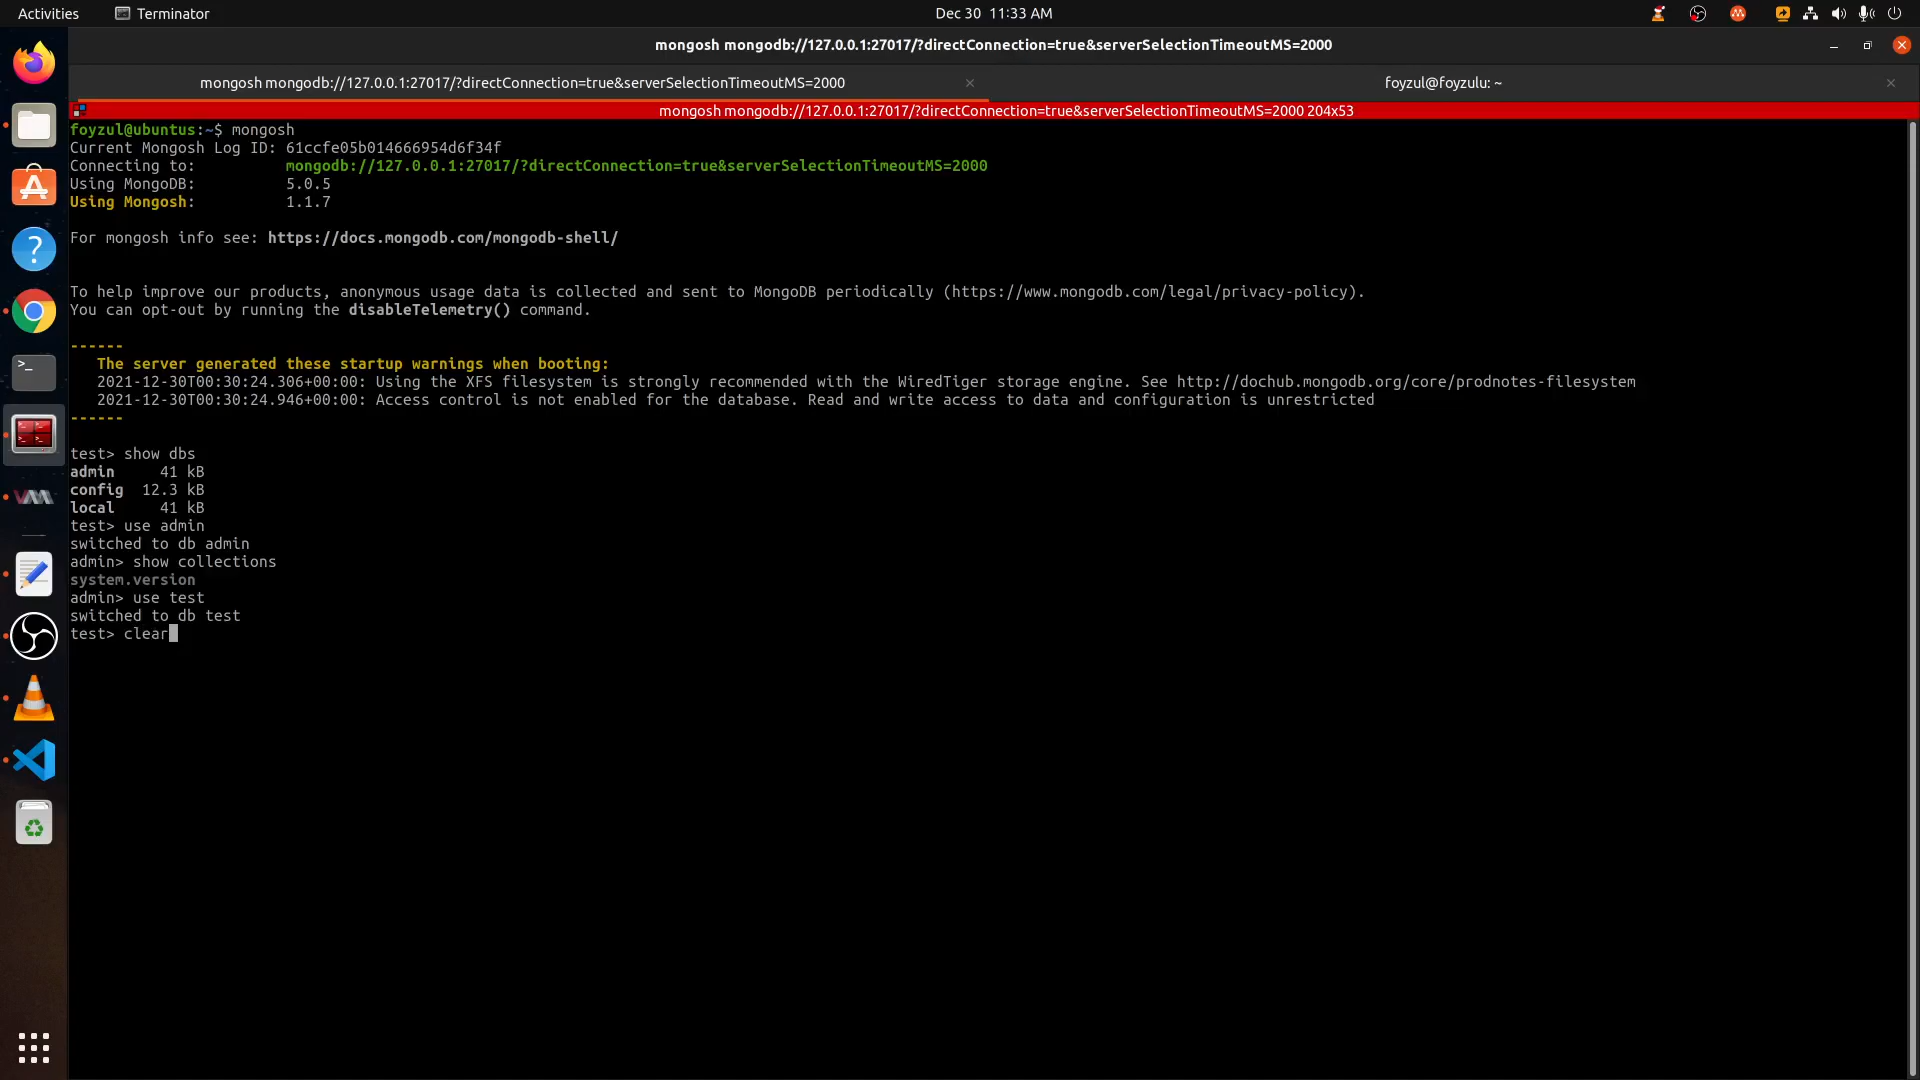 Activities Terminator Dec 30 11:33 AM
mongosh mongodb://127.0.0.1:27017/?directConnection=true&serverSelectionTimeoutMS=2000
mongosh mongodb://127.0.0.1:27017/?directConnection=true&serverSelectionTimeoutMS=2000 foyzul@foyzulu: ~
mongosh mongodb://127.0.0.1:27017/?directConnection=true&serverSelectionTimeoutMS=2000 204x53
foyzul@ubuntus:~$ mongosh
Current Mongosh Log ID: 61ccfe05b014666954d6f34f
Connecting to: mongodb://127.0.0.1:27017/?directConnection=true&serverSelectionTimeoutMS=2000
Using MongoDB: 5.0.5
Using Mongosh: 1.1.7
For mongosh info see: https://docs.mongodb.com/mongodb-shell/
To help improve our products, anonymous usage data is collected and sent to MongoDB periodically (https://www.mongodb.com/legal/privacy-policy).
You can opt-out by running the disableTelemetry() command.
------
The server generated these startup warnings when booting:
2021-12-30T00:30:24.306+00:00: Using the XFS filesystem is strongly recommended with the WiredTiger storage engine. See http://dochub.mongodb.org/core/prodnotes-filesystem
2021-12-30T00:30:24.946+00:00: Access control is not enabled for the database. Read and write access to data and configuration is unrestricted
------
test> show dbs
admin 41 kB
config 12.3 kB
local 41 kB
test> use admin
switched to db admin
admin> show collections
system.version
admin> use test
switched to db test
test> clear